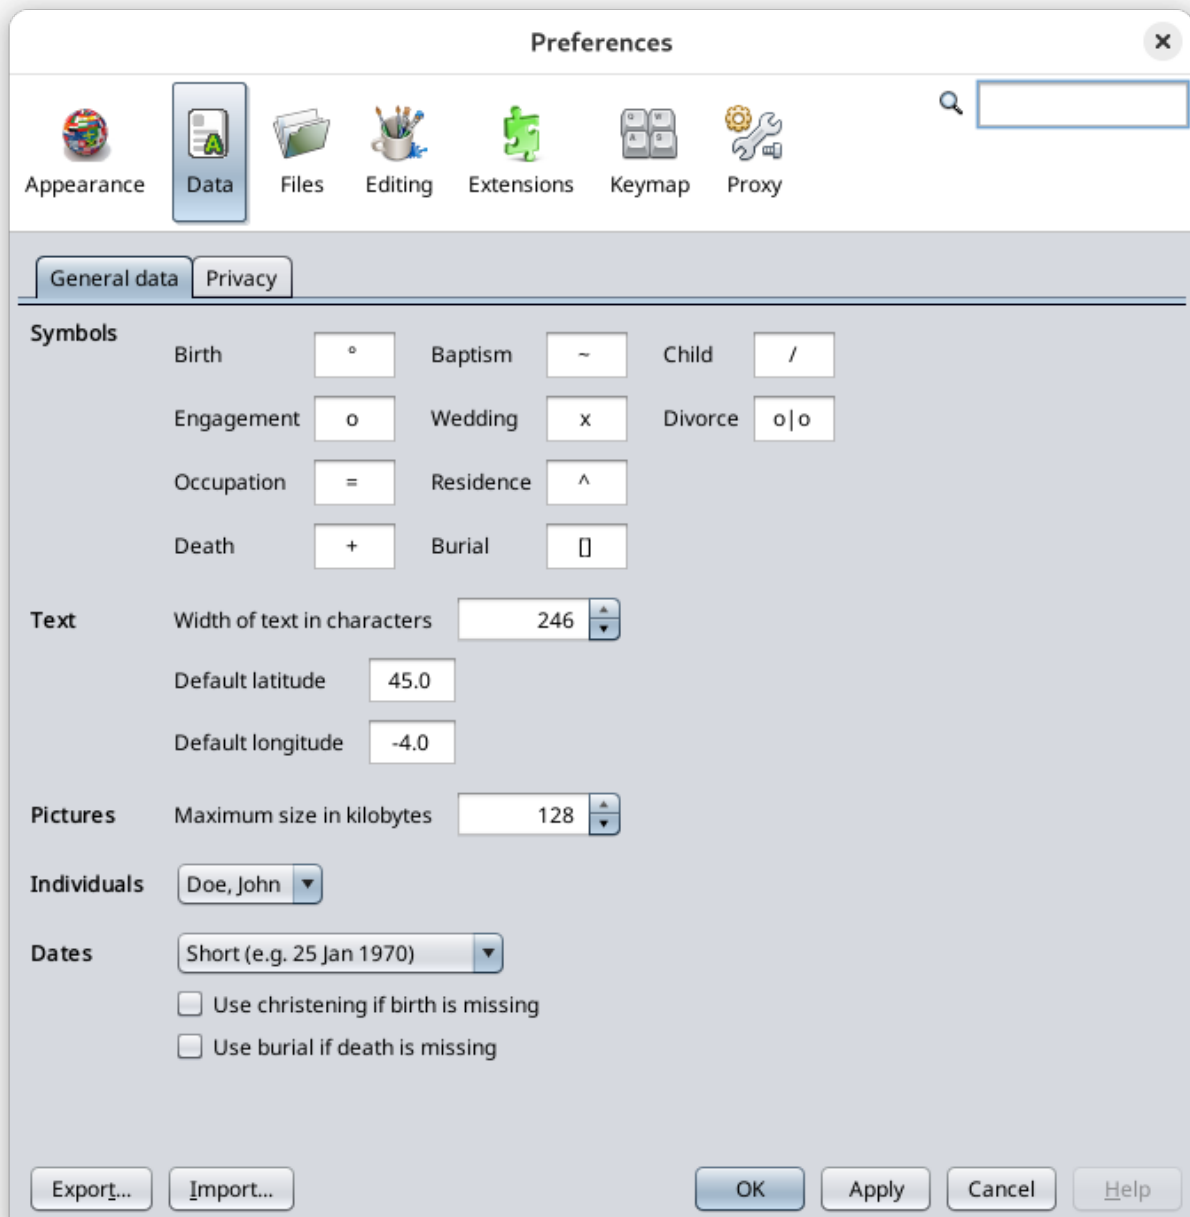 Preferences
Appearance Data Files Editing Extensions Keymap Proxy
General data Privacy
Symbols
Birth ° Baptism ~ Child /
Engagement o Wedding x Divorce o|o
Occupation = Residence ^
Death + Burial []
Text Width of text in characters 246
Default latitude 45.0
Default longitude -4.0
Pictures Maximum size in kilobytes 128
Individuals Doe, John
Dates Short (e.g. 25 Jan 1970)
Use christening if birth is missing
Use burial if death is missing
Export... Import... OK Apply Cancel Help